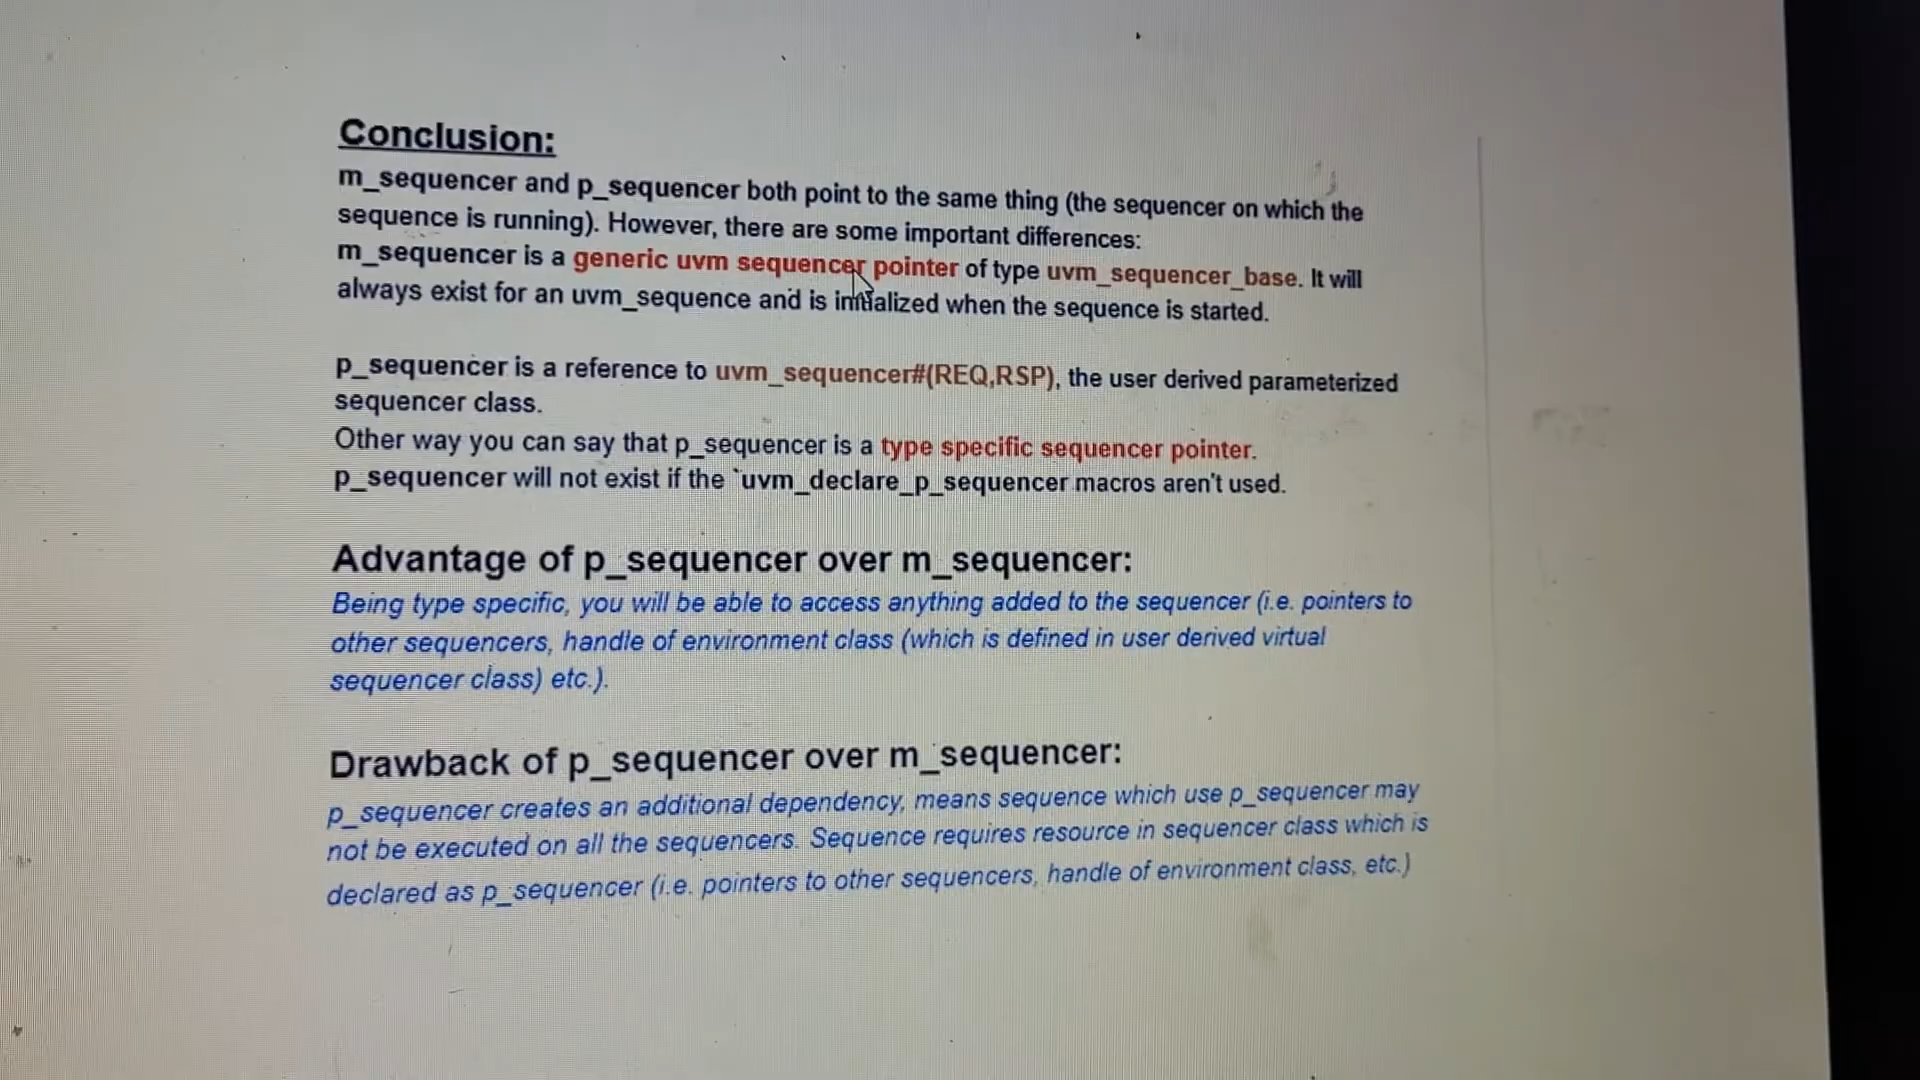 Conclusion:
m_sequencer and p_sequencer both point to the same thing (the sequencer on which the
sequence is running). However, there are some important differences:
m_sequencer is a generic uvm sequencer pointer of type uvm_sequencer_base. It will
always exist for an uvm_sequence and is initialized when the sequence is started.
p_sequencer is a reference to uvm_sequencer#(REQ,RSP), the user derived parameterized
sequencer class.
Other way you can say that p_sequencer is a type specific sequencer pointer.
p_sequencer will not exist if the `uvm_declare_p_sequencer macros aren't used.
Advantage of p_sequencer over m_sequencer:
Being type specific, you will be able to access anything added to the sequencer (i.e. pointers to
other sequencers, handle of environment class (which is defined in user derived virtual
sequencer class) etc.).
Drawback of p_sequencer over m_sequencer:
p_sequencer creates an additional dependency, means sequence which use p_sequencer may
not be executed on all the sequencers. Sequence requires resource in sequencer class which is
declared as p_sequencer (i.e. pointers to other sequencers, handle of environment class, etc.)